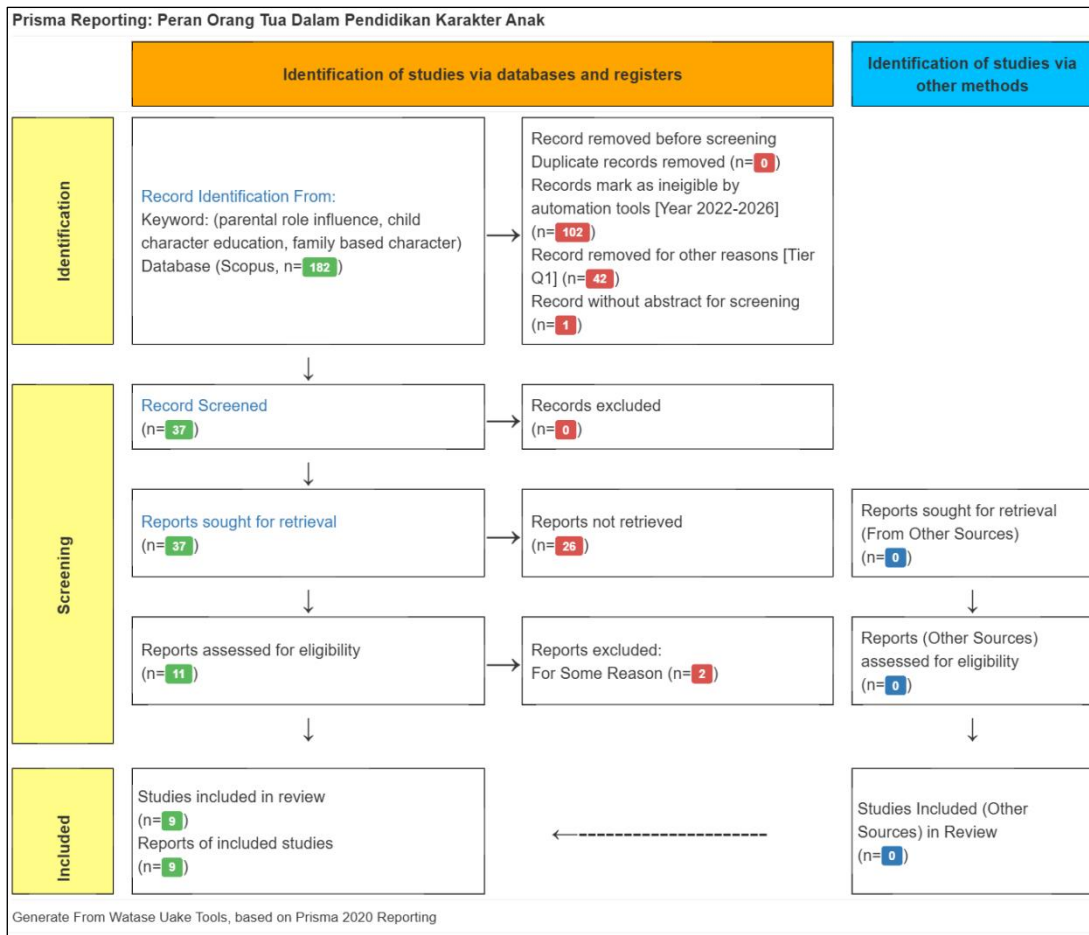 Prisma Reporting: Peran Orang Tua Dalam Pendidikan Karakter Anak
Identification of studies via databases and registers
Identification of studies via
other methods
Identification
Record Identification From:
Keyword: (parental role influence, child
character education, family based character)
Database (Scopus, n=182)
Record removed before screening
Duplicate records removed (n=0)
Records mark as ineigible by
automation tools [Year 2022-2026]
(n=102)
Record removed for other reasons [Tier
Q1] (n=42)
Record without abstract for screening
(n=1)
Screening
Record Screened
(n=37)
Records excluded
(n=0)
Reports sought for retrieval
(n=37)
Reports not retrieved
(n=26)
Reports sought for retrieval
(From Other Sources)
(n=0)
Reports assessed for eligibility
(n=11)
Reports excluded:
For Some Reason (n=2)
Reports (Other Sources)
assessed for eligibility
(n=0)
Included
Studies included in review
(n=9)
Reports of included studies
(n=9)
Studies Included (Other
Sources) in Review
(n=0)
Generate From Watase Uake Tools, based on Prisma 2020 Reporting